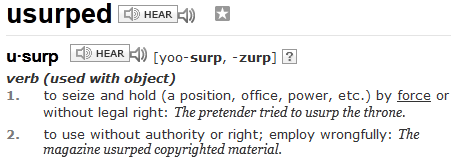 usurped HEAR
u·surp HEAR [yoo-surp, -zurp] ?
verb (used with object)
1. to seize and hold (a position, office, power, etc.) by force or
without legal right: The pretender tried to usurp the throne.
2. to use without authority or right; employ wrongfully: The
magazine usurped copyrighted material.